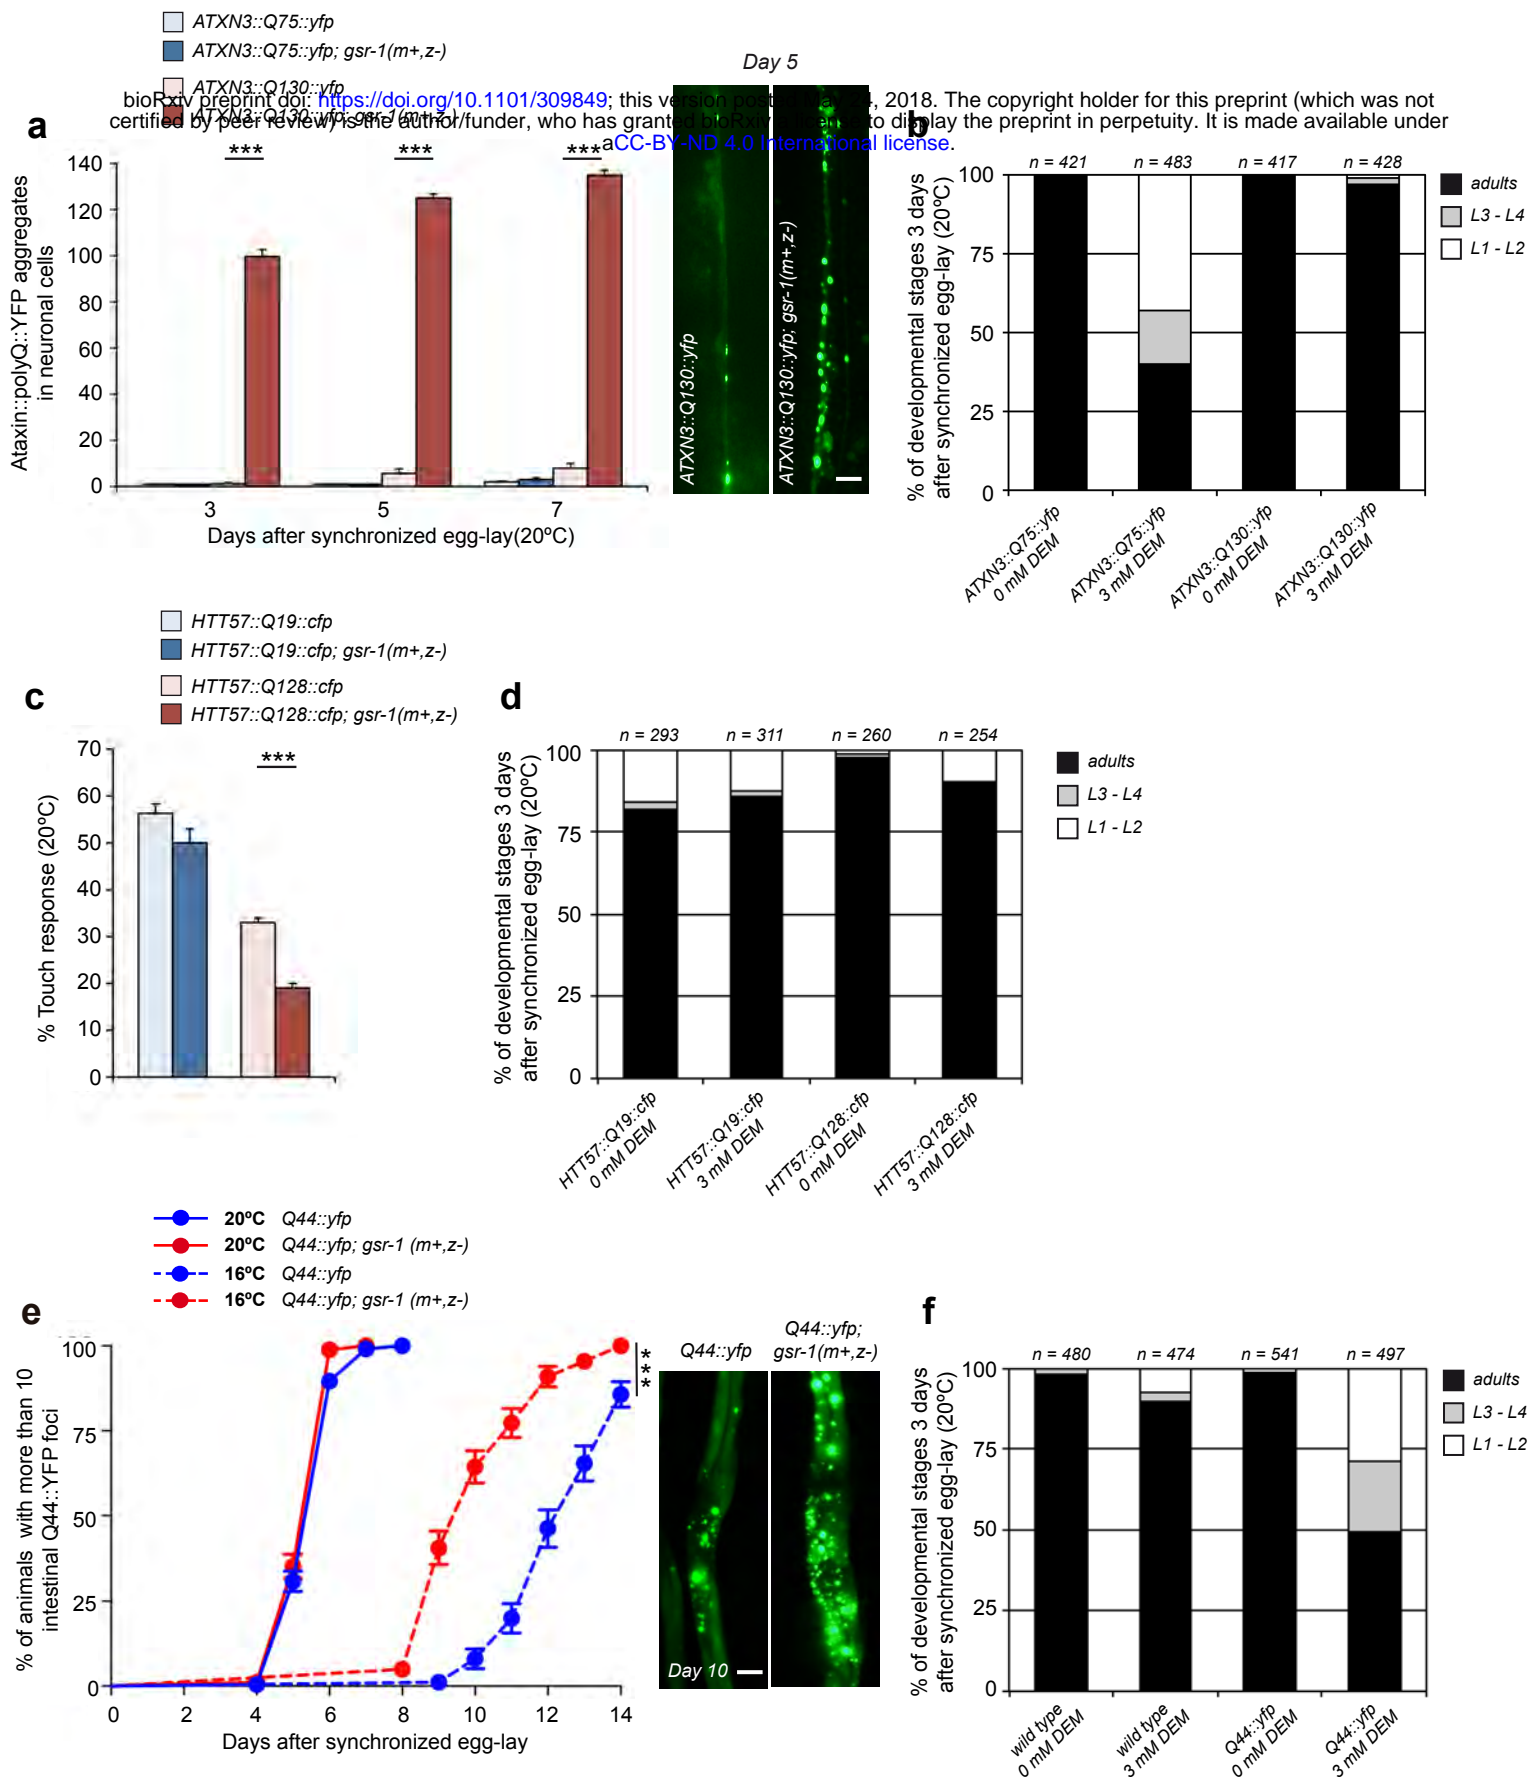 ATXN3::Q75::yfp
ATXN3::Q75::yfp; gsr-1(m+,z-)
ATXN3::Q130::yfp
ATXN3::Q130::yfp; gsr-1(m+,z-)
Day 5
bioRxiv preprint doi: https://doi.org/10.1101/309849; this version posted May 24, 2018. The copyright holder for this preprint (which was not
certified by peer review) is the author/funder, who has granted bioRxiv a license to display the preprint in perpetuity. It is made available under
aCC-BY-ND 4.0 International license.
a
Ataxin::polyQ::YFP aggregates
in neuronal cells
140
120
100
80
60
40
20
0
*** *** ***
3 5 7
Days after synchronized egg-lay(20ºC)
ATXN3::Q130::yfp
ATXN3::Q130::yfp; gsr-1(m+,z-)
b
% of developmental stages 3 days
after synchronized egg-lay (20ºC)
100
75
50
25
0
n = 421 n = 483 n = 417 n = 428
adults
L3 - L4
L1 - L2
ATXN3::Q75::yfp
0 mM DEM
ATXN3::Q75::yfp
3 mM DEM
ATXN3::Q130::yfp
0 mM DEM
ATXN3::Q130::yfp
3 mM DEM
HTT57::Q19::cfp
HTT57::Q19::cfp; gsr-1(m+,z-)
HTT57::Q128::cfp
HTT57::Q128::cfp; gsr-1(m+,z-)
c
% Touch response (20ºC)
70
60
50
40
30
20
10
0
***
d
% of developmental stages 3 days
after synchronized egg-lay (20ºC)
100
75
50
25
0
n = 293 n = 311 n = 260 n = 254
adults
L3 - L4
L1 - L2
HTT57::Q19::cfp
0 mM DEM
HTT57::Q19::cfp
3 mM DEM
HTT57::Q128::cfp
0 mM DEM
HTT57::Q128::cfp
3 mM DEM
20ºC Q44::yfp
20ºC Q44::yfp; gsr-1 (m+,z-)
16ºC Q44::yfp
16ºC Q44::yfp; gsr-1 (m+,z-)
e
% of animals with more than 10
intestinal Q44::YFP foci
100
75
50
25
0
0 2 4 6 8 10 12 14
Days after synchronized egg-lay
***
Q44::yfp
Q44::yfp;
gsr-1(m+,z-)
Day 10
f
% of developmental stages 3 days
after synchronized egg-lay (20ºC)
100
75
50
25
0
n = 480 n = 474 n = 541 n = 497
adults
L3 - L4
L1 - L2
wild type
0 mM DEM
wild type
3 mM DEM
Q44::yfp
0 mM DEM
Q44::yfp
3 mM DEM